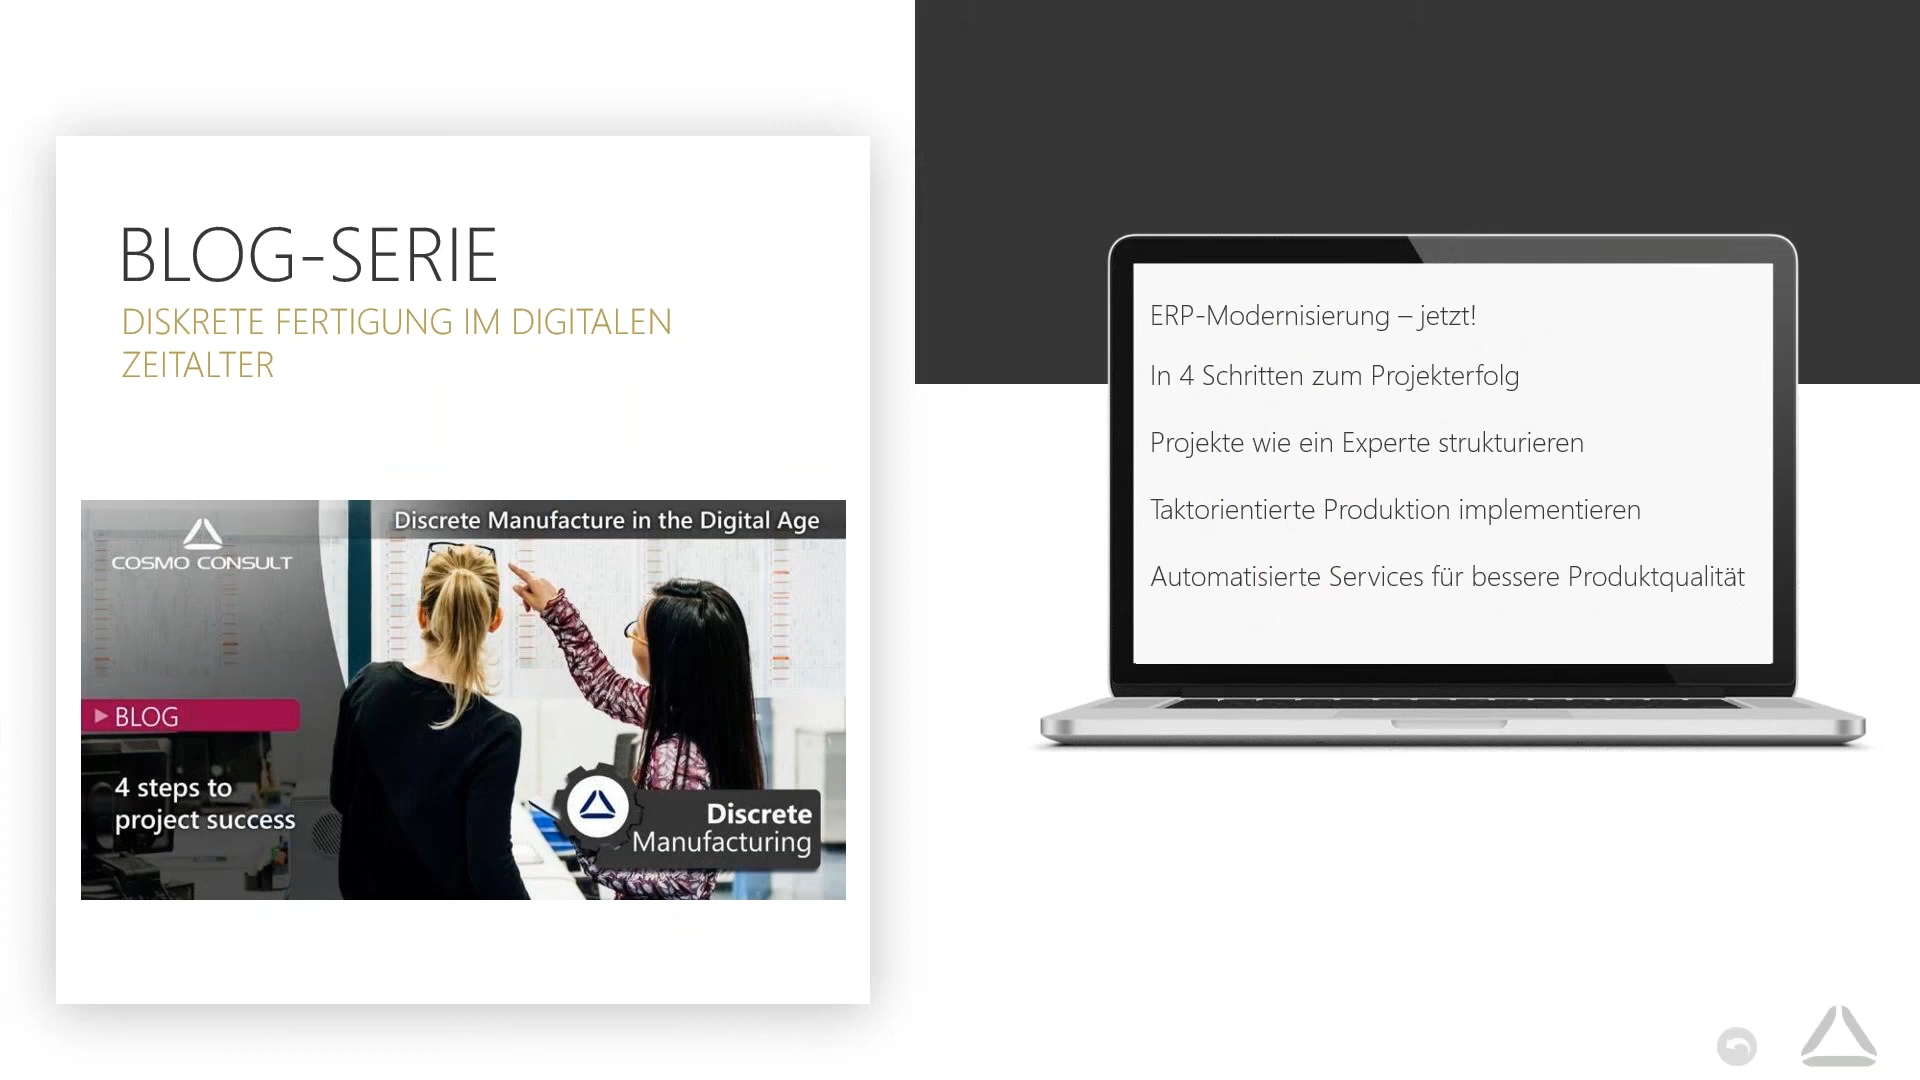 BLOG-SERIE
DISKRETE FERTIGUNG IM DIGITALEN
ZEITALTER
Discrete Manufacture in the Digital Age
COSMO CONSULT
BLOG
4 steps to
project success
Discrete
Manufacturing
ERP-Modernisierung – jetzt!
In 4 Schritten zum Projekterfolg
Projekte wie ein Experte strukturieren
Taktorientierte Produktion implementieren
Automatisierte Services für bessere Produktqualität